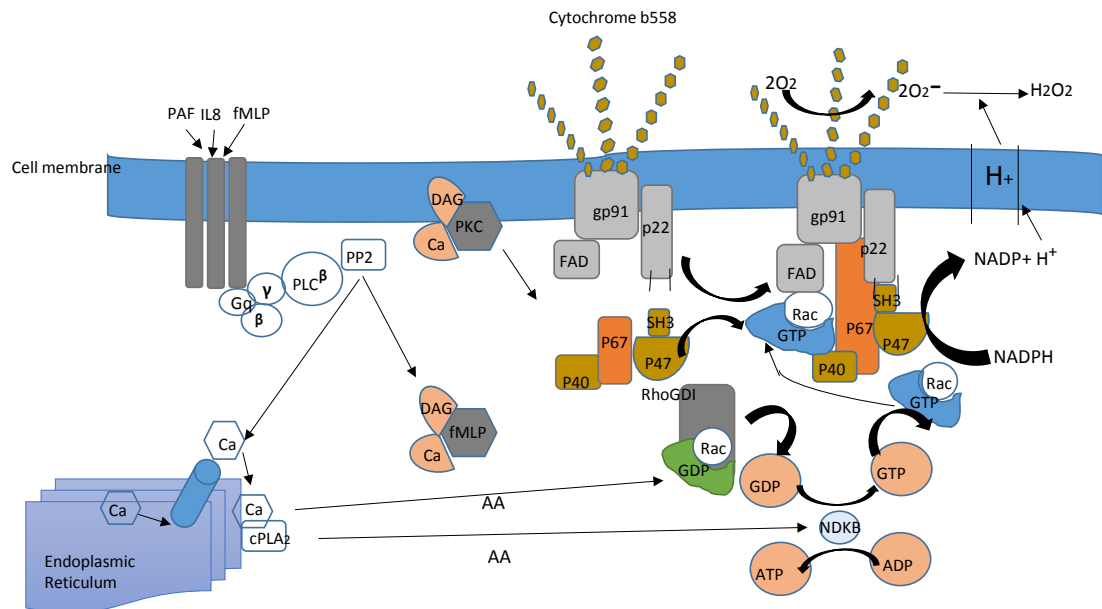 Cytochrome b558
2O₂
2O₂⁻
H2O2
PAF IL8 fMLP
Cell membrane
H+
DAG
PKC
Ca
gp91
p22
FAD
gp91
p22
FAD
NADP+ H⁺
PP2
PLCβ
γ
Gq
β
Rac
GTP
SH3
P67
P47
P40
SH3
P67
P47
P40
NADPH
RhoGDI
Rac
GTP
DAG
fMLP
Ca
Rac
GDP
Ca
GDP
GTP
Ca
Ca
AA
cPLA₂
NDKB
AA
Endoplasmic
Reticulum
ATP
ADP